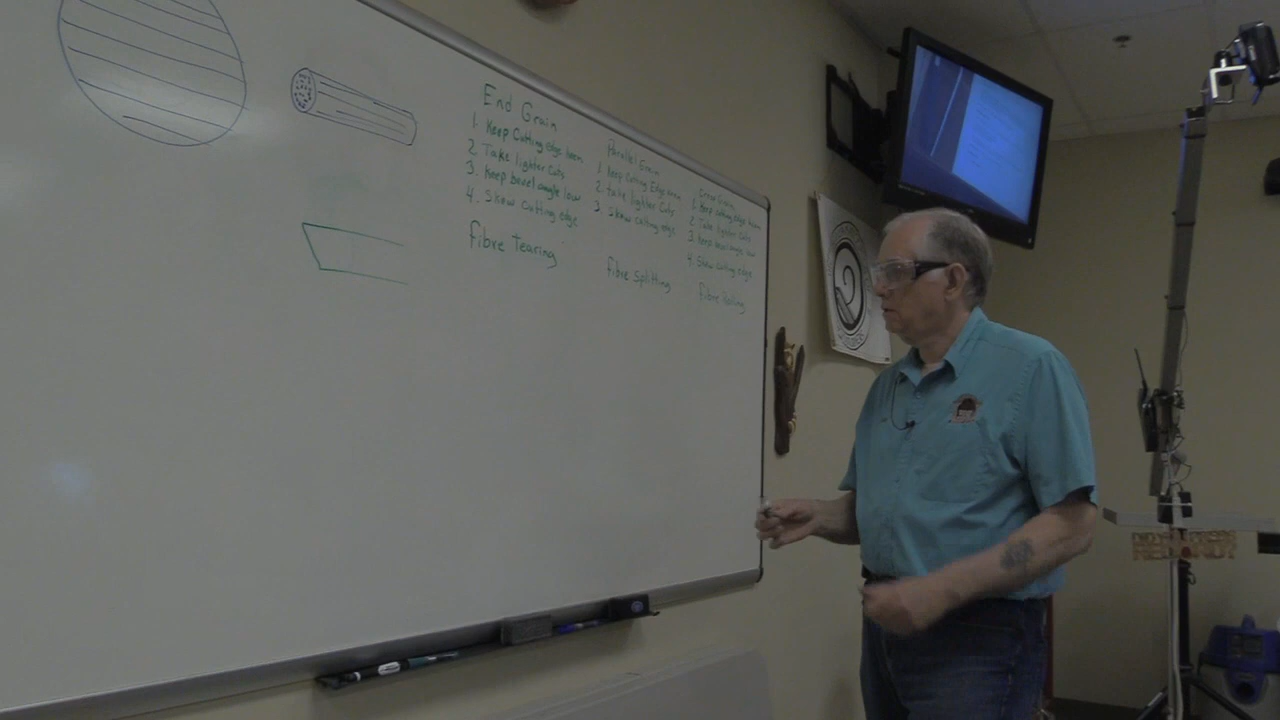 End Grain
1. Keep Cutting edge keen
2. Take lighter Cuts
3. Keep bevel angle low
4. Skew cutting edge
fibre Tearing
Parallel Grain
1. Keep Cutting Edge keen
2. take lighter Cuts
3. Skew cutting edge
fibre splitting
Keep cutting edge keen
2. Take lighter cuts
3. Keep bevel angle low
4. Skew cutting edge
fibre Rolling